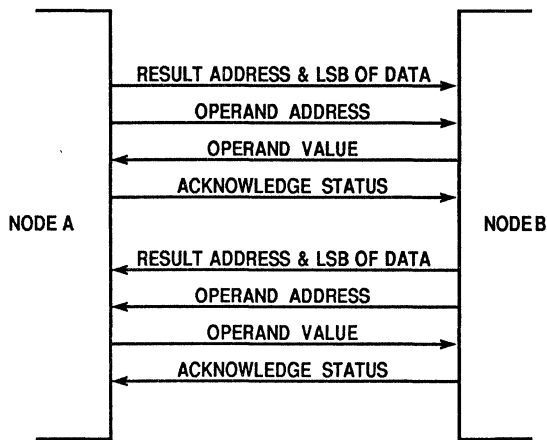 RESULT ADDRESS & LSB OF DATA
OPERAND ADDRESS
OPERAND VALUE
ACKNOWLEDGE STATUS
NODE A
NODE B
RESULT ADDRESS & LSB OF DATA
OPERAND ADDRESS
OPERAND VALUE
ACKNOWLEDGE STATUS